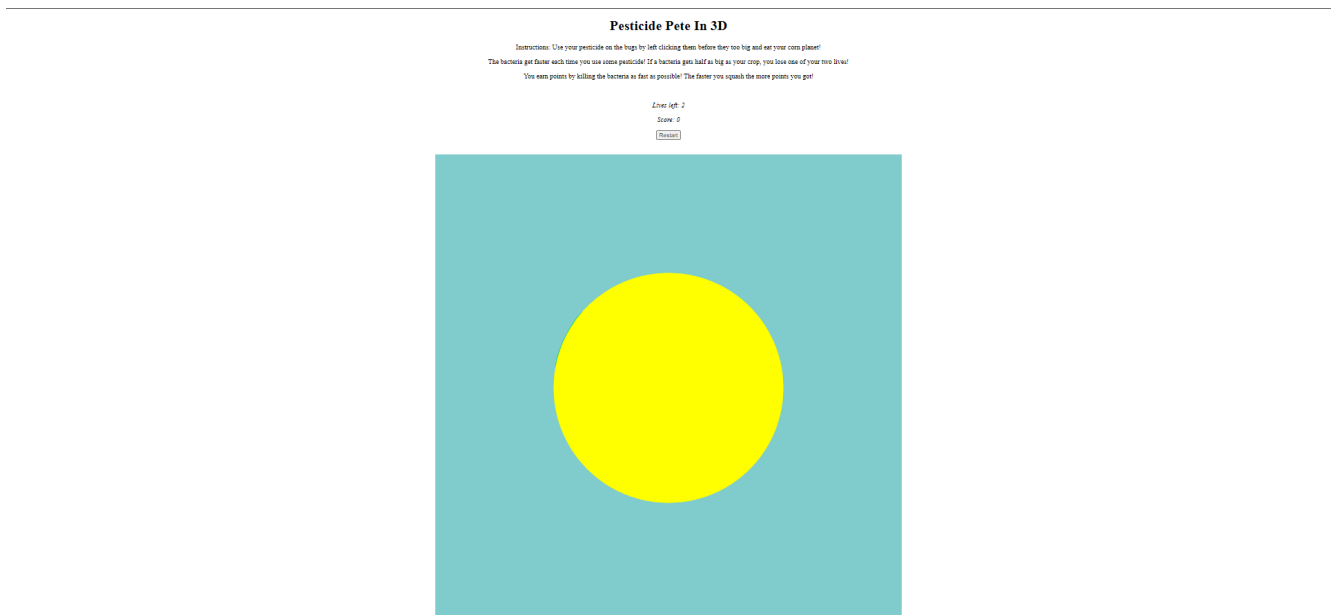 Pesticide Pete In 3D
Instructions: Use your pesticide on the bugs by left clicking them before they too big and eat your corn planet!
The bacteria get faster each time you use some pesticide! If a bacteria gets half as big as your crop, you lose one of your two lives!
You earn points by killing the bacteria as fast as possible! The faster you squash the more points you got!
Lives left: 2
Score: 0
Restart